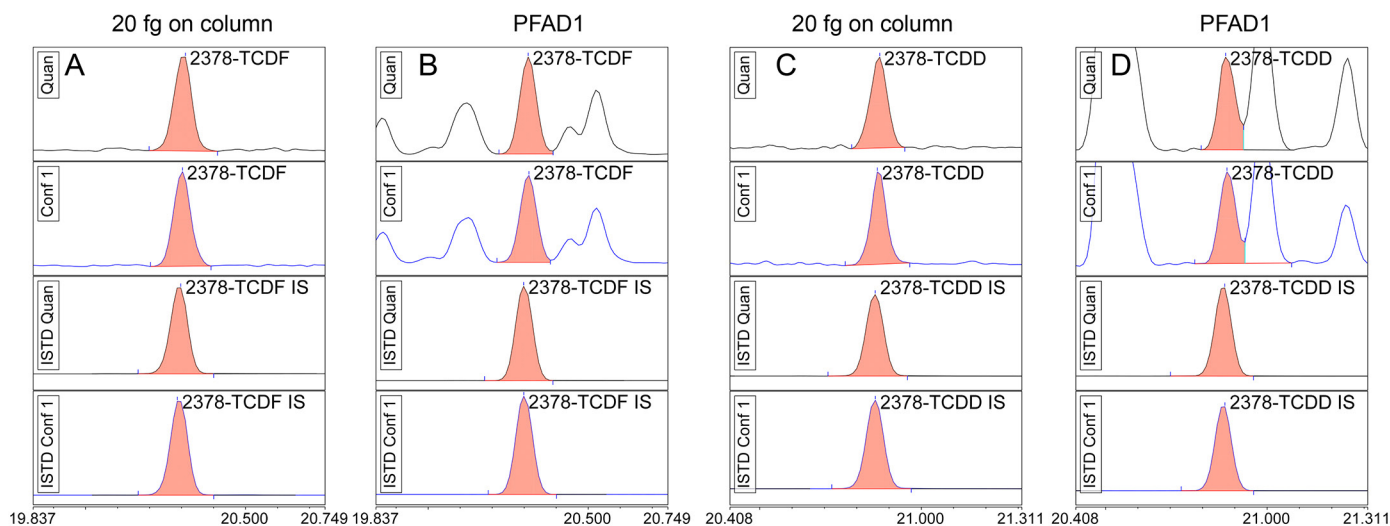 20 fg on column
PFAD1
20 fg on column
PFAD1
A
B
C
D
Quan
2378-TCDF
Quan
2378-TCDF
Quan
2378-TCDD
Quan
2378-TCDD
Conf 1
2378-TCDF
Conf 1
2378-TCDF
Conf 1
2378-TCDD
Conf 1
2378-TCDD
ISTD Quan
2378-TCDF IS
ISTD Quan
2378-TCDF IS
ISTD Quan
2378-TCDD IS
ISTD Quan
2378-TCDD IS
ISTD Conf 1
2378-TCDF IS
ISTD Conf 1
2378-TCDF IS
ISTD Conf 1
2378-TCDD IS
ISTD Conf 1
2378-TCDD IS
19.837 20.500 20.749
19.837 20.500 20.749
20.408 21.000 21.311
20.408 21.000 21.311